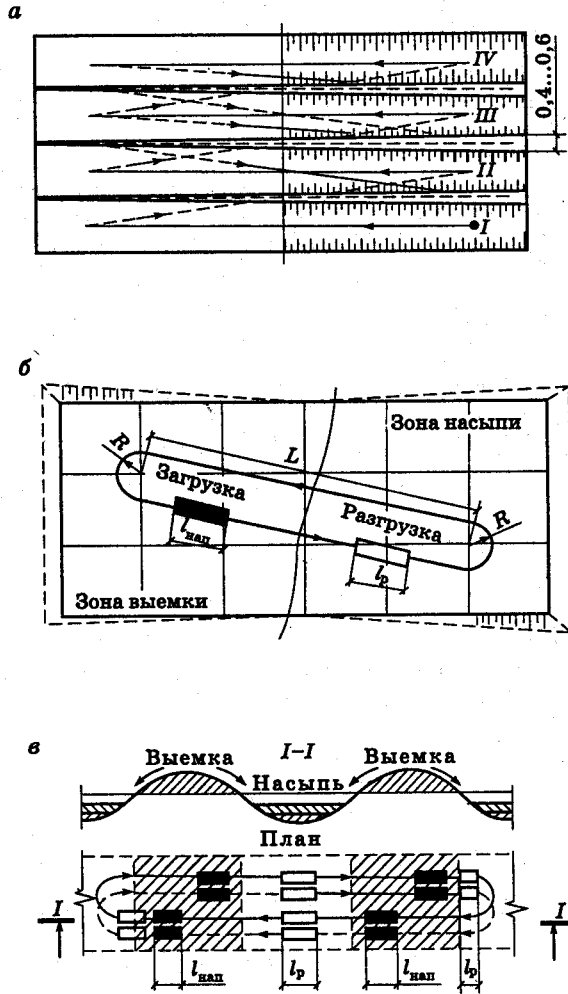 а
IV
III
II
I
0,4...0,6
б
Зона насыпи
R
L
Загрузка
Разгрузка
R
lнап
lр
Зона выемки
в
Выемка I–I Выемка
Насыпь
План
I I
lнап lр lнап lр